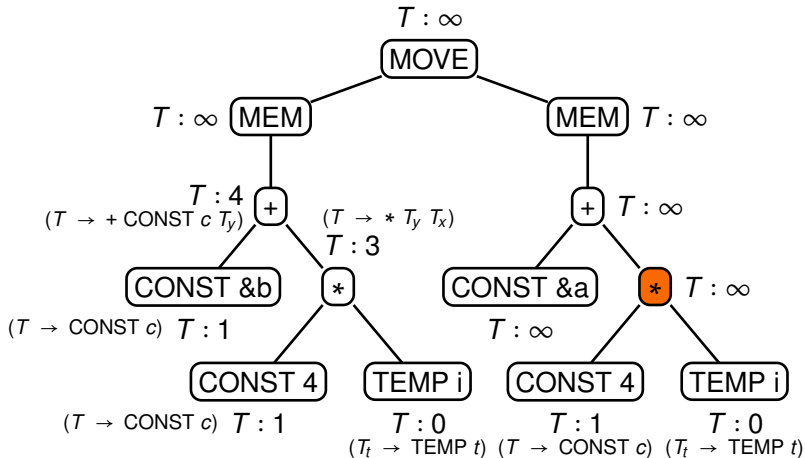 T : ∞
MOVE
T : ∞ MEM MEM T : ∞
T : 4
(T → + CONST c T_y) + (T → * T_y T_x) + T : ∞
T : 3
CONST &b * CONST &a * T : ∞
(T → CONST c) T : 1 T : ∞
CONST 4 TEMP i CONST 4 TEMP i
(T → CONST c) T : 1 T : 0 T : 1 T : 0
(T_t → TEMP t) (T → CONST c) (T_t → TEMP t)